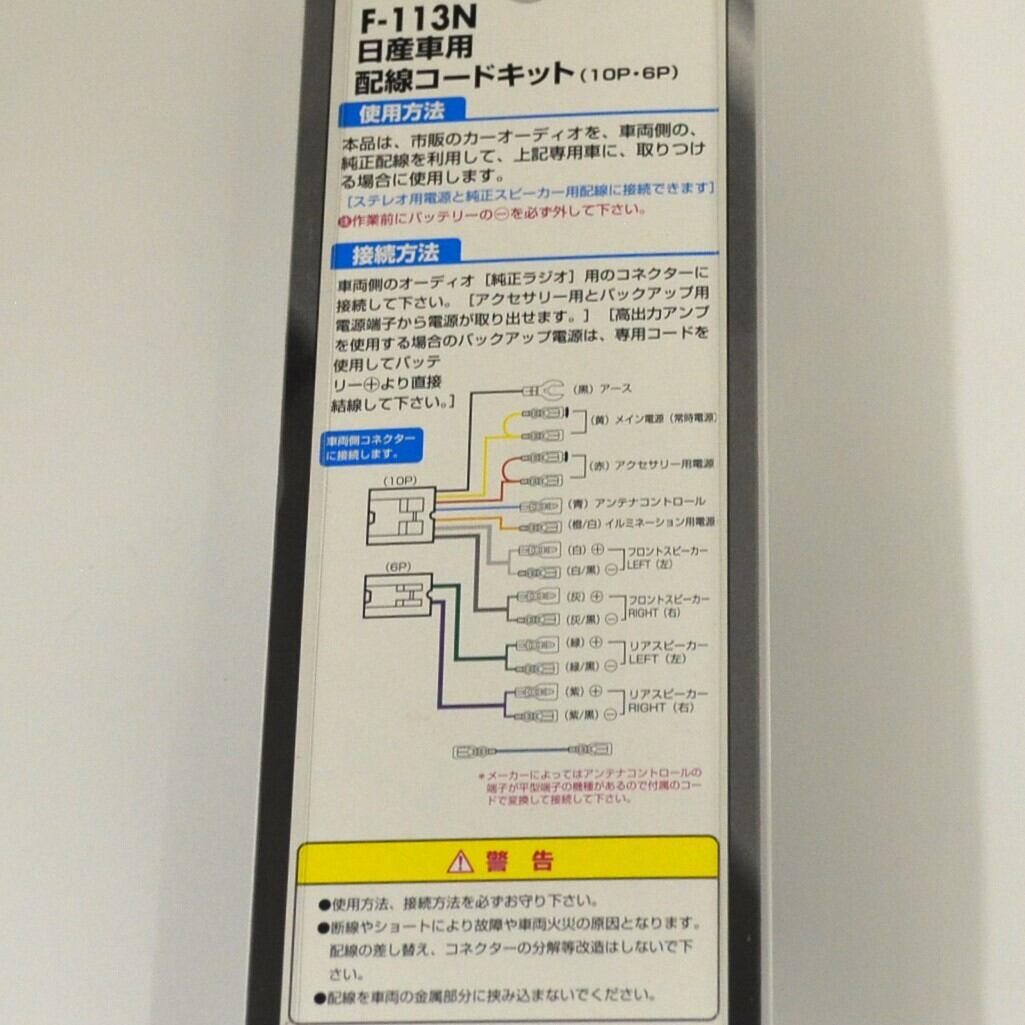 F-113N
日産車用
配線コードキット（10P・6P）
使用方法
本品は、市販のカーオーディオを、車両側の、
純正配線を利用して、上記専用車に、取りつけ
る場合に使用します。
［ステレオ用電源と純正スピーカー用配線に接続できます］
作業前にバッテリーの⊖を必ず外して下さい。
接続方法
車両側のオーディオ［純正ラジオ］用のコネクターに
接続して下さい。［アクセサリー用とバックアップ用
電源端子から電源が取り出せます。］［高出力アンプ
を使用する場合のバックアップ電源は、専用コードを
使用してバッテ
リー⊕より直接
結線して下さい。］
車両側コネクター
に接続します。
（10P）
（6P）
（黒）アース
（黄）メイン電源（常時電源）
（赤）アクセサリー用電源
（青）アンテナコントロール
（橙/白）イルミネーション用電源
（白）⊕
（白/黒）⊖
フロントスピーカー
LEFT（左）
（灰）⊕
（灰/黒）⊖
フロントスピーカー
RIGHT（右）
（緑）⊕
（緑/黒）⊖
リアスピーカー
LEFT（左）
（紫）⊕
（紫/黒）⊖
リアスピーカー
RIGHT（右）
＊メーカーによってはアンテナコントロールの
端子が平型端子の機種があるので付属のコー
ドで変換して接続して下さい。
⚠ 警 告
●使用方法、接続方法を必ずお守り下さい。
●断線やショートにより故障や車両火災の原因となります。
配線の差し替え、コネクターの分解等改造はしないで下
さい。
●配線を車両の金属部分に挟み込まないでください。